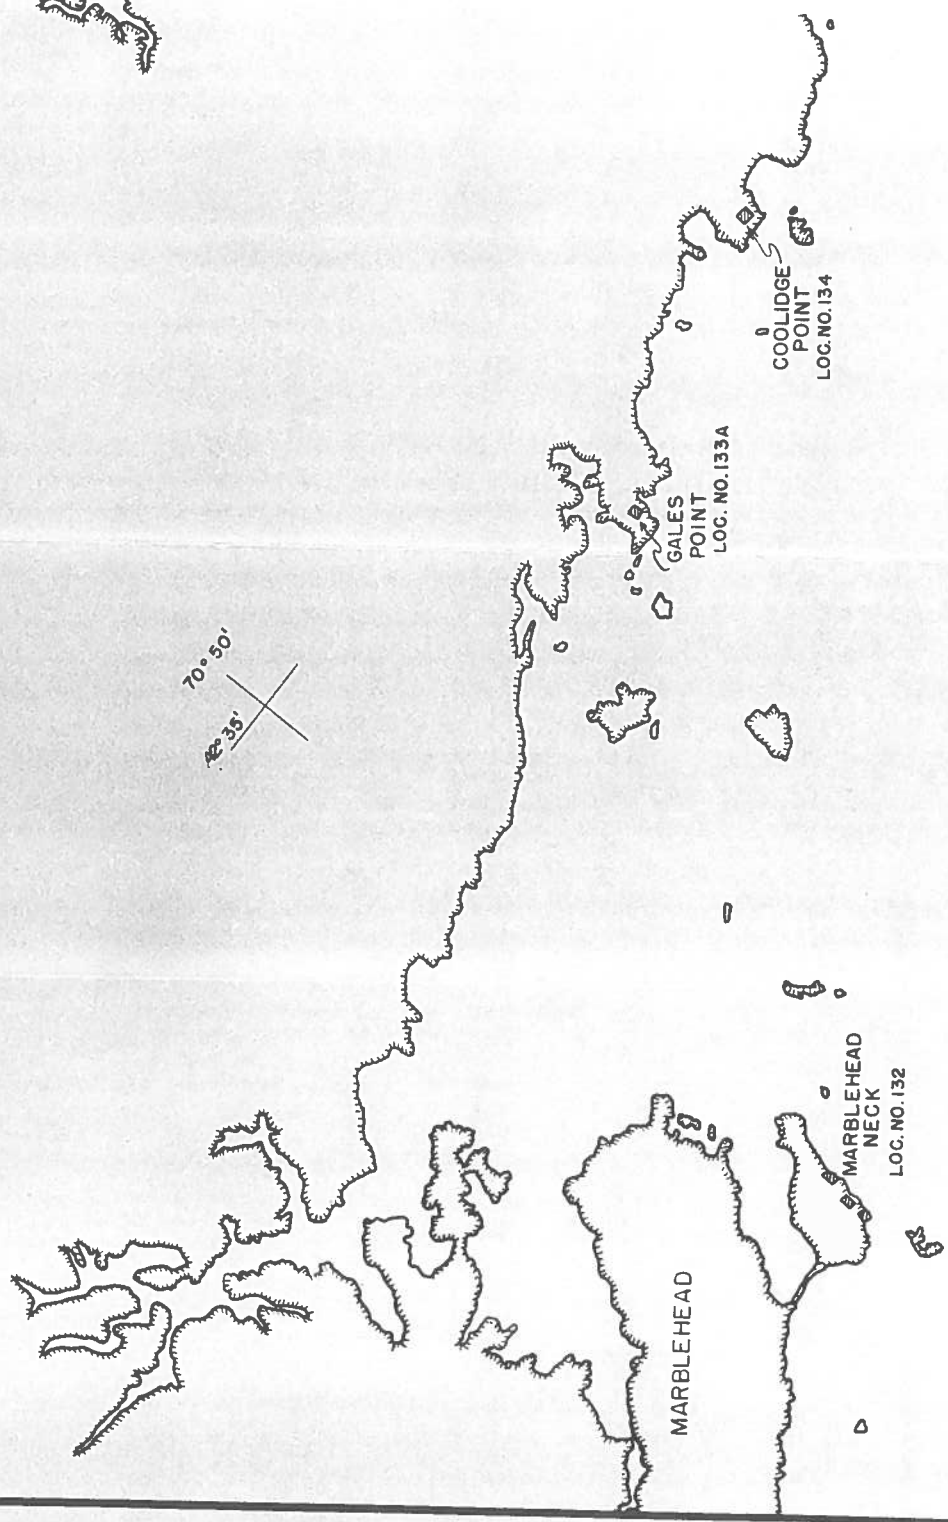 70° 50'
42° 35'
COOLIDGE
POINT
LOC.NO.134
GALES
POINT
LOC. NO.133A
MARBLEHEAD
NECK
LOC.NO.132
MARBLEHEAD